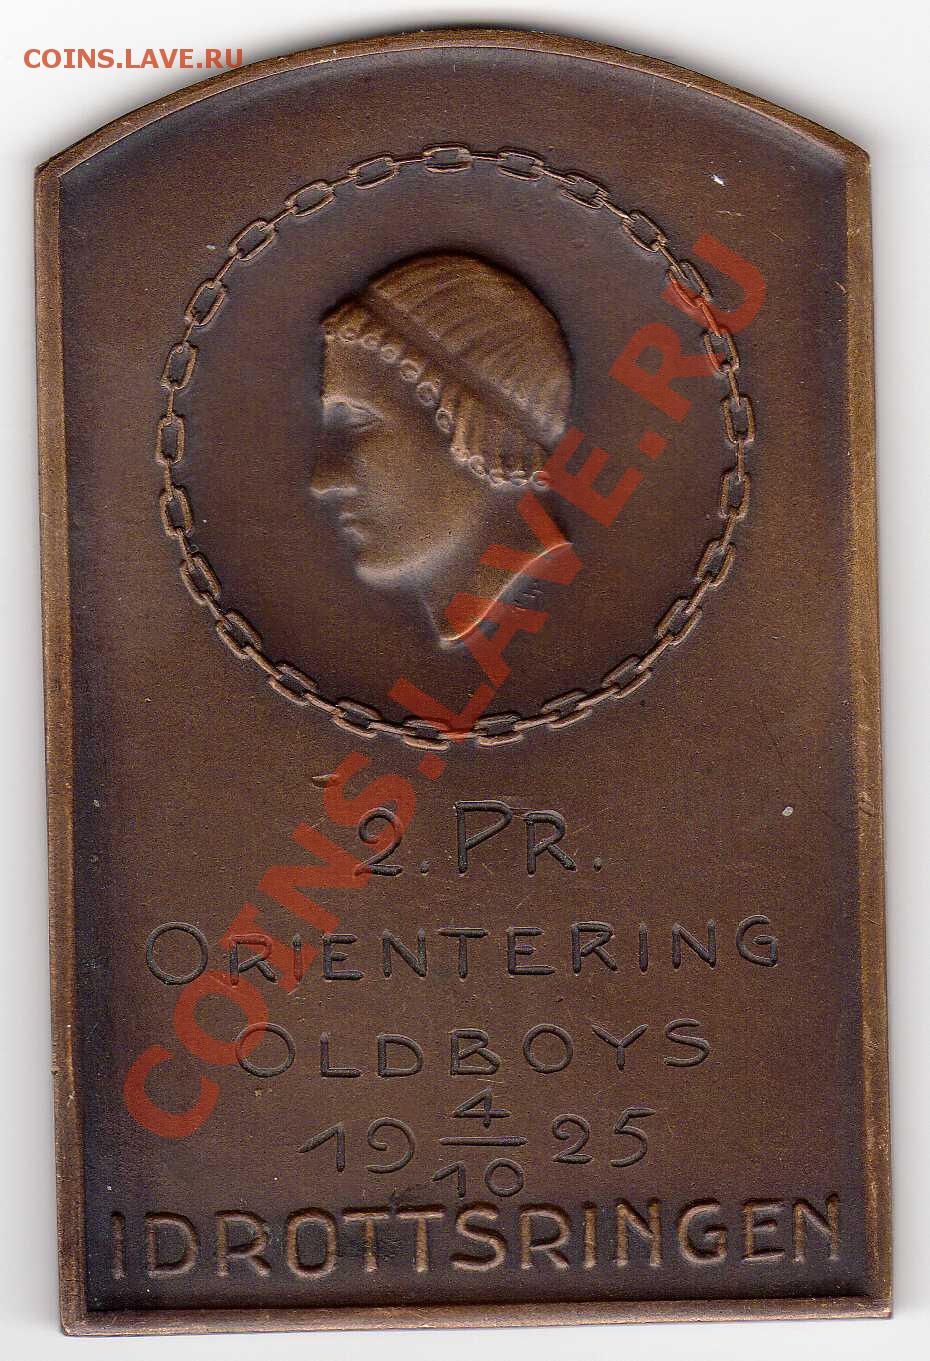 COINS.LAVE.RU
COINS.LAVE.RU
2. PR.
ORIENTERING
OLDBOYS
19 4/10 25
IDROTTSRINGEN